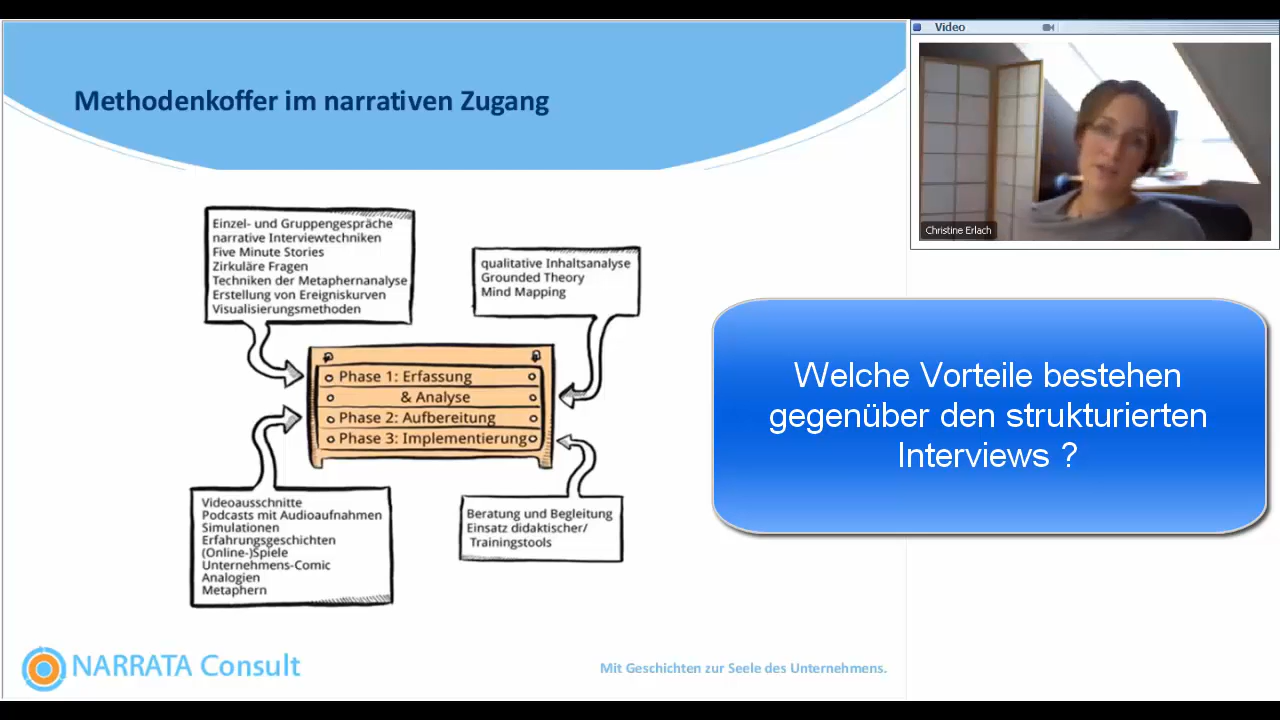 Video
Methodenkoffer im narrativen Zugang
Christine Erlach
Einzel- und Gruppengespräche
narrative Interviewtechniken
Five Minute Stories
Zirkuläre Fragen
Techniken der Metaphernanalyse
Erstellung von Ereigniskurven
Visualisierungsmethoden
qualitative Inhaltsanalyse
Grounded Theory
Mind Mapping
Phase 1: Erfassung
& Analyse
Phase 2: Aufbereitung
Phase 3: Implementierung
Videoausschnitte
Podcasts mit Audioaufnahmen
Simulationen
Erfahrungsgeschichten
(Online-)Spiele
Unternehmens-Comic
Analogien
Metaphern
Beratung und Begleitung
Einsatz didaktischer/
Trainingstools
Welche Vorteile bestehen
gegenüber den strukturierten
Interviews ?
NARRATA Consult
Mit Geschichten zur Seele des Unternehmens.